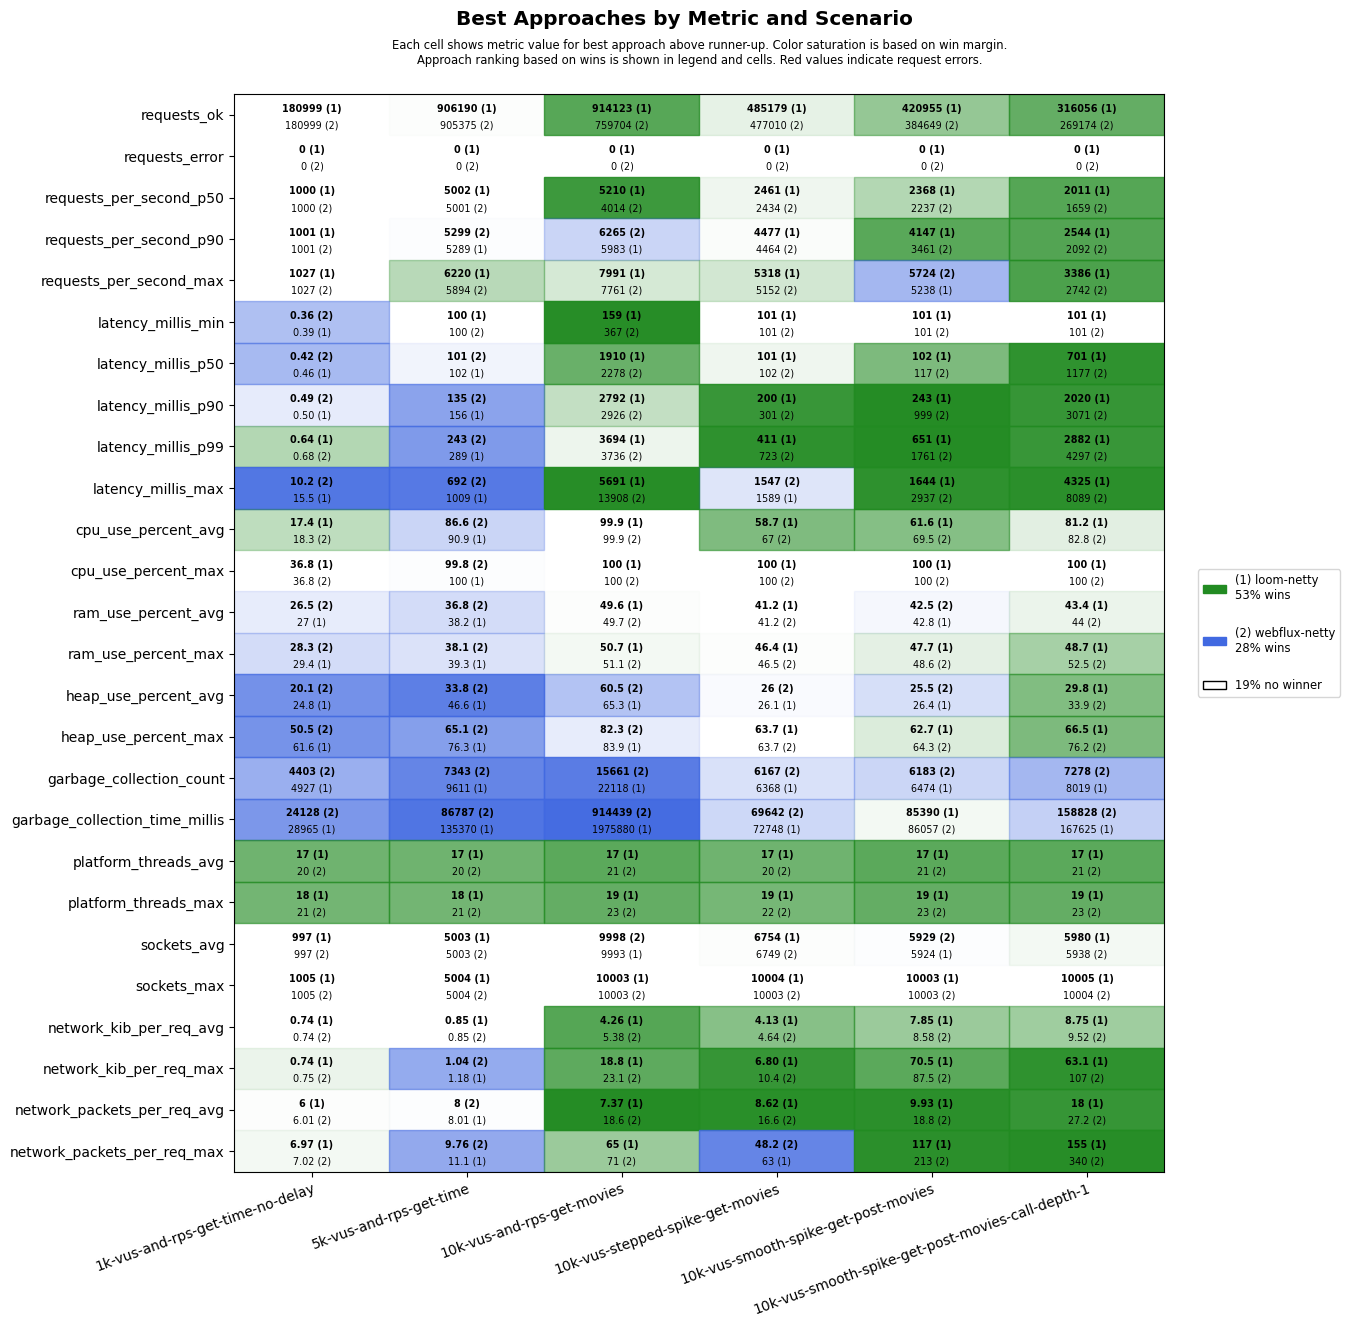 Best Approaches by Metric and Scenario
Each cell shows metric value for best approach above runner-up. Color saturation is based on win margin.
Approach ranking based on wins is shown in legend and cells. Red values indicate request errors.
requests_ok
180999 (1) 906190 (1) 914123 (1) 485179 (1) 420955 (1) 316056 (1)
180999 (2) 905375 (2) 759704 (2) 477010 (2) 384649 (2) 269174 (2)
requests_error
0 (1) 0 (1) 0 (1) 0 (1) 0 (1) 0 (1)
0 (2) 0 (2) 0 (2) 0 (2) 0 (2) 0 (2)
requests_per_second_p50
1000 (1) 5002 (1) 5210 (1) 2461 (1) 2368 (1) 2011 (1)
1000 (2) 5001 (2) 4014 (2) 2434 (2) 2237 (2) 1659 (2)
requests_per_second_p90
1001 (1) 5299 (2) 6265 (2) 4477 (1) 4147 (1) 2544 (1)
1001 (2) 5289 (1) 5983 (1) 4464 (2) 3461 (2) 2092 (2)
requests_per_second_max
1027 (1) 6220 (1) 7991 (1) 5318 (1) 5724 (2) 3386 (1)
1027 (2) 5894 (2) 7761 (2) 5152 (2) 5238 (1) 2742 (2)
latency_millis_min
0.36 (2) 100 (1) 159 (1) 101 (1) 101 (1) 101 (1)
0.39 (1) 100 (2) 367 (2) 101 (2) 101 (2) 101 (2)
latency_millis_p50
0.42 (2) 101 (2) 1910 (1) 101 (1) 102 (1) 701 (1)
0.46 (1) 102 (1) 2278 (2) 102 (2) 117 (2) 1177 (2)
latency_millis_p90
0.49 (2) 135 (2) 2792 (1) 200 (1) 243 (1) 2020 (1)
0.50 (1) 156 (1) 2926 (2) 301 (2) 999 (2) 3071 (2)
latency_millis_p99
0.64 (1) 243 (2) 3694 (1) 411 (1) 651 (1) 2882 (1)
0.68 (2) 289 (1) 3736 (2) 723 (2) 1761 (2) 4297 (2)
latency_millis_max
10.2 (2) 692 (2) 5691 (1) 1547 (2) 1644 (1) 4325 (1)
15.5 (1) 1009 (1) 13908 (2) 1589 (1) 2937 (2) 8089 (2)
cpu_use_percent_avg
17.4 (1) 86.6 (2) 99.9 (1) 58.7 (1) 61.6 (1) 81.2 (1)
18.3 (2) 90.9 (1) 99.9 (2) 67 (2) 69.5 (2) 82.8 (2)
cpu_use_percent_max
36.8 (1) 99.8 (2) 100 (1) 100 (1) 100 (1) 100 (1)
36.8 (2) 100 (1) 100 (2) 100 (2) 100 (2) 100 (2)
ram_use_percent_avg
26.5 (2) 36.8 (2) 49.6 (1) 41.2 (1) 42.5 (2) 43.4 (1)
27 (1) 38.2 (1) 49.7 (2) 41.2 (2) 42.8 (1) 44 (2)
ram_use_percent_max
28.3 (2) 38.1 (2) 50.7 (1) 46.4 (1) 47.7 (1) 48.7 (1)
29.4 (1) 39.3 (1) 51.1 (2) 46.5 (2) 48.6 (2) 52.5 (2)
heap_use_percent_avg
20.1 (2) 33.8 (2) 60.5 (2) 26 (2) 25.5 (2) 29.8 (1)
24.8 (1) 46.6 (1) 65.3 (1) 26.1 (1) 26.4 (1) 33.9 (2)
heap_use_percent_max
50.5 (2) 65.1 (2) 82.3 (2) 63.7 (1) 62.7 (1) 66.5 (1)
61.6 (1) 76.3 (1) 83.9 (1) 63.7 (2) 64.3 (2) 76.2 (2)
garbage_collection_count
4403 (2) 7343 (2) 15661 (2) 6167 (2) 6183 (2) 7278 (2)
4927 (1) 9611 (1) 22118 (1) 6368 (1) 6474 (1) 8019 (1)
garbage_collection_time_millis
24128 (2) 86787 (2) 914439 (2) 69642 (2) 85390 (1) 158828 (2)
28965 (1) 135370 (1) 1975880 (1) 72748 (1) 86057 (2) 167625 (1)
platform_threads_avg
17 (1) 17 (1) 17 (1) 17 (1) 17 (1) 17 (1)
20 (2) 20 (2) 21 (2) 20 (2) 21 (2) 21 (2)
platform_threads_max
18 (1) 18 (1) 19 (1) 19 (1) 19 (1) 19 (1)
21 (2) 21 (2) 23 (2) 22 (2) 23 (2) 23 (2)
sockets_avg
997 (1) 5003 (1) 9998 (2) 6754 (1) 5929 (2) 5980 (1)
997 (2) 5003 (2) 9993 (1) 6749 (2) 5924 (1) 5938 (2)
sockets_max
1005 (1) 5004 (1) 10003 (1) 10004 (1) 10003 (1) 10005 (1)
1005 (2) 5004 (2) 10003 (2) 10003 (2) 10003 (2) 10004 (2)
network_kib_per_req_avg
0.74 (1) 0.85 (1) 4.26 (1) 4.13 (1) 7.85 (1) 8.75 (1)
0.74 (2) 0.85 (2) 5.38 (2) 4.64 (2) 8.58 (2) 9.52 (2)
network_kib_per_req_max
0.74 (1) 1.04 (2) 18.8 (1) 6.80 (1) 70.5 (1) 63.1 (1)
0.75 (2) 1.18 (1) 23.1 (2) 10.4 (2) 87.5 (2) 107 (2)
network_packets_per_req_avg
6 (1) 8 (2) 7.37 (1) 8.62 (1) 9.93 (1) 18 (1)
6.01 (2) 8.01 (1) 18.6 (2) 16.6 (2) 18.8 (2) 27.2 (2)
network_packets_per_req_max
6.97 (1) 9.76 (2) 65 (1) 48.2 (2) 117 (1) 155 (1)
7.02 (2) 11.1 (1) 71 (2) 63 (1) 213 (2) 340 (2)
1k-vus-and-rps-get-time-no-delay
5k-vus-and-rps-get-time
10k-vus-and-rps-get-movies
10k-vus-stepped-spike-get-movies
10k-vus-smooth-spike-get-post-movies
10k-vus-smooth-spike-get-post-movies-call-depth-1
(1) loom-netty
53% wins
(2) webflux-netty
28% wins
19% no winner